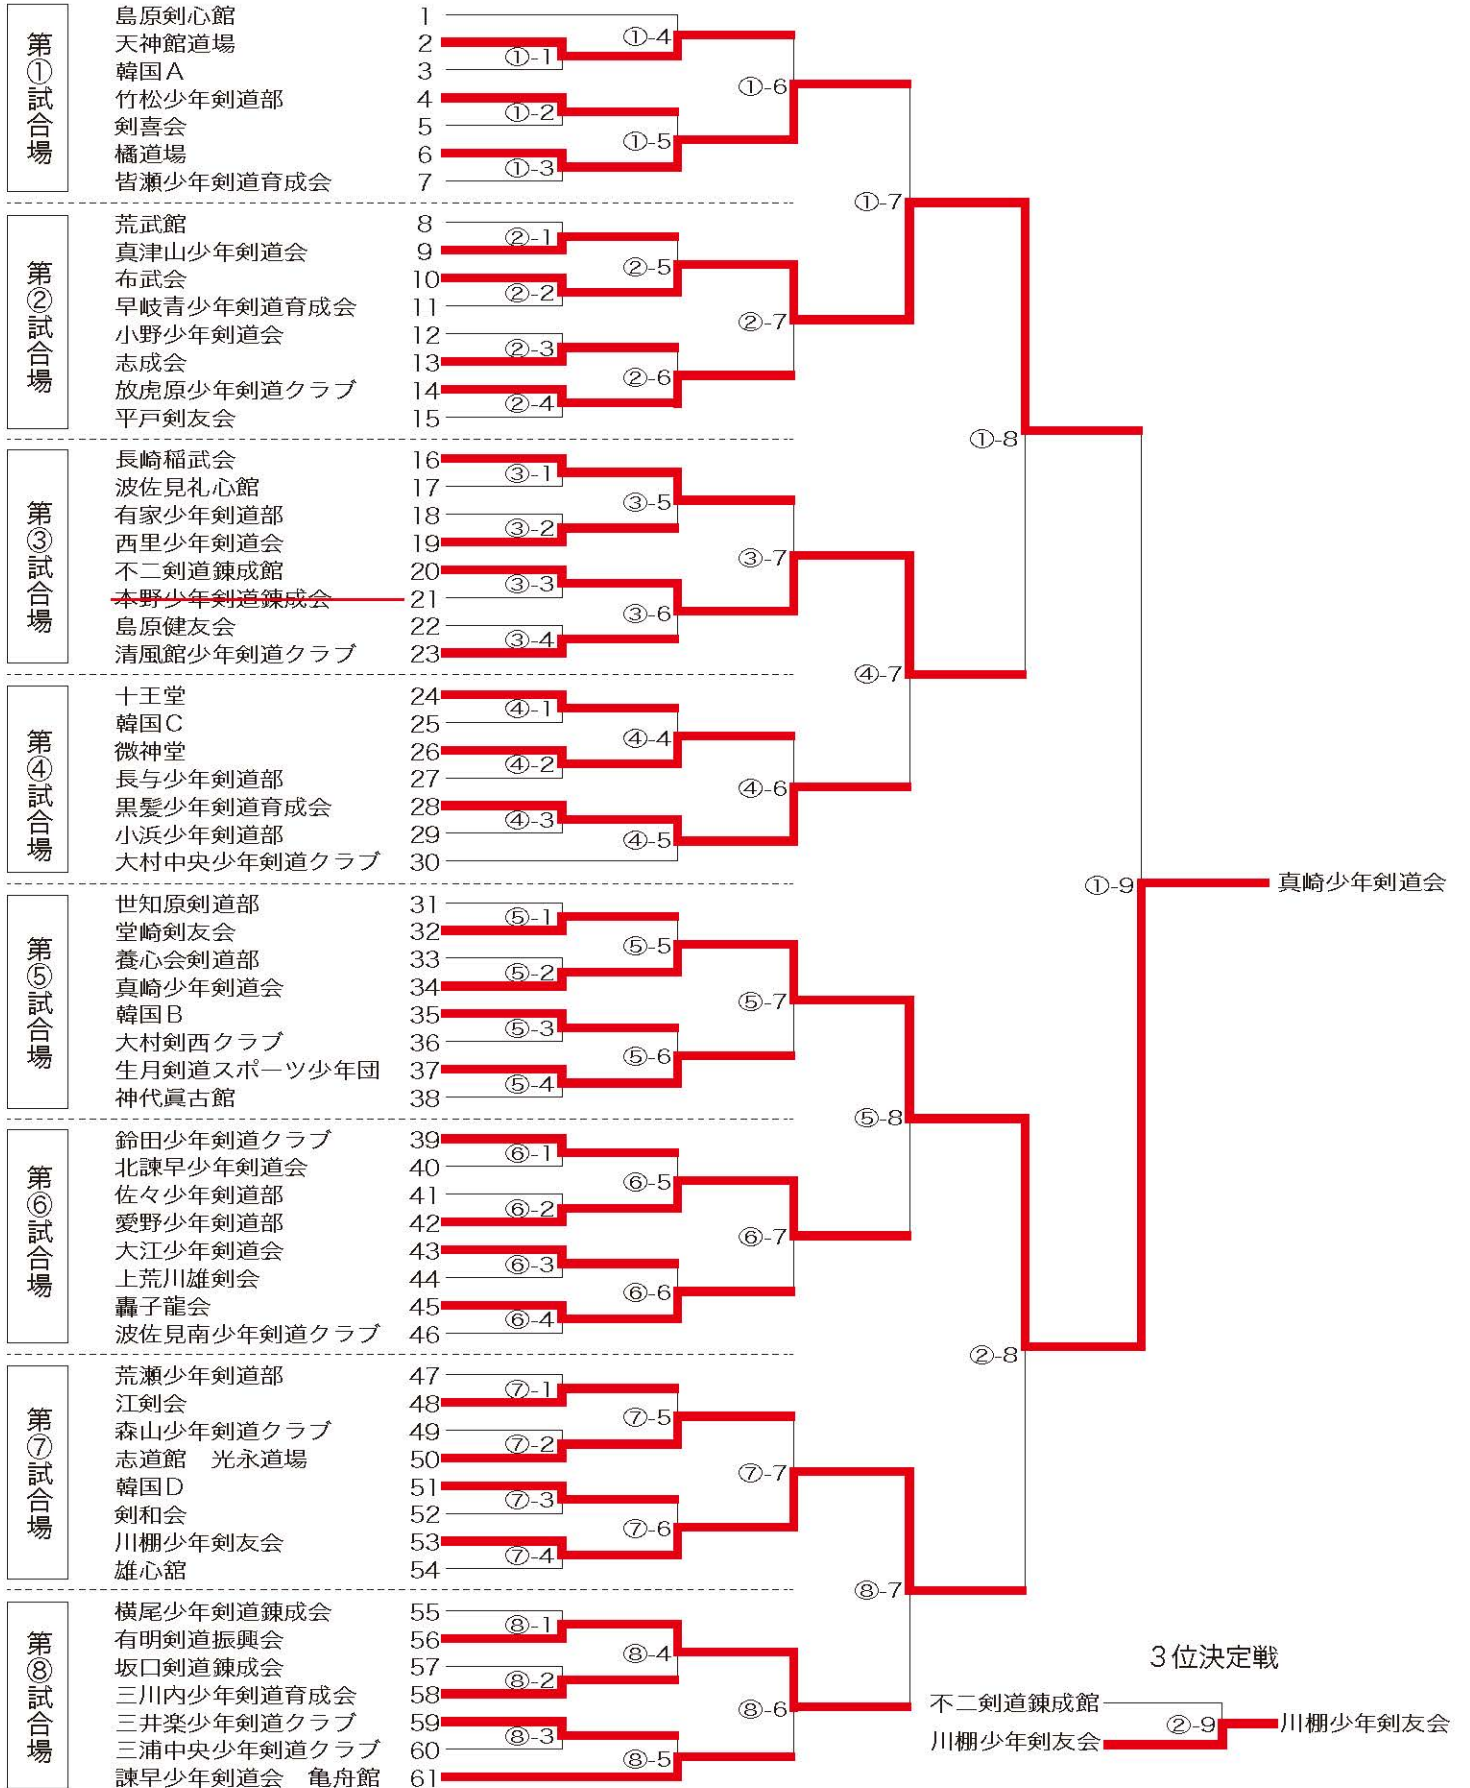 第①試合場
島原剣心館 1
天神館道場 2
韓国A 3
竹松少年剣道部 4
剣喜会 5
橘道場 6
皆瀬少年剣道育成会 7
①-1
①-2
①-3
①-4
①-5
①-6
①-7
第②試合場
荒武館 8
真津山少年剣道会 9
布武会 10
早岐青少年剣道育成会 11
小野少年剣道会 12
志成会 13
放虎原少年剣道クラブ 14
平戸剣友会 15
②-1
②-2
②-3
②-4
②-5
②-6
②-7
①-8
第③試合場
長崎稲武会 16
波佐見礼心館 17
有家少年剣道部 18
西里少年剣道会 19
不二剣道錬成館 20
本野少年剣道錬成会 21
島原健友会 22
清風館少年剣道クラブ 23
③-1
③-2
③-3
③-4
③-5
③-6
③-7
④-7
第④試合場
十王堂 24
韓国C 25
微神堂 26
長与少年剣道部 27
黒髪少年剣道育成会 28
小浜少年剣道部 29
大村中央少年剣道クラブ 30
④-1
④-2
④-3
④-4
④-5
④-6
①-9
真崎少年剣道会
第⑤試合場
世知原剣道部 31
堂崎剣友会 32
養心会剣道部 33
真崎少年剣道会 34
韓国B 35
大村剣西クラブ 36
生月剣道スポーツ少年団 37
神代眞古館 38
⑤-1
⑤-2
⑤-3
⑤-4
⑤-5
⑤-6
⑤-7
⑤-8
第⑥試合場
鈴田少年剣道クラブ 39
北諫早少年剣道会 40
佐々少年剣道部 41
愛野少年剣道部 42
大江少年剣道会 43
上荒川雄剣会 44
轟子龍会 45
波佐見南少年剣道クラブ 46
⑥-1
⑥-2
⑥-3
⑥-4
⑥-5
⑥-6
⑥-7
②-8
第⑦試合場
荒瀬少年剣道部 47
江剣会 48
森山少年剣道クラブ 49
志道館　光永道場 50
韓国D 51
剣和会 52
川棚少年剣友会 53
雄心舘 54
⑦-1
⑦-2
⑦-3
⑦-4
⑦-5
⑦-6
⑦-7
⑧-7
第⑧試合場
横尾少年剣道錬成会 55
有明剣道振興会 56
坂口剣道錬成会 57
三川内少年剣道育成会 58
三井楽少年剣道クラブ 59
三浦中央少年剣道クラブ 60
諫早少年剣道会　亀舟館 61
⑧-1
⑧-2
⑧-3
⑧-4
⑧-5
⑧-6
3位決定戦
不二剣道錬成館
川棚少年剣友会
②-9
川棚少年剣友会